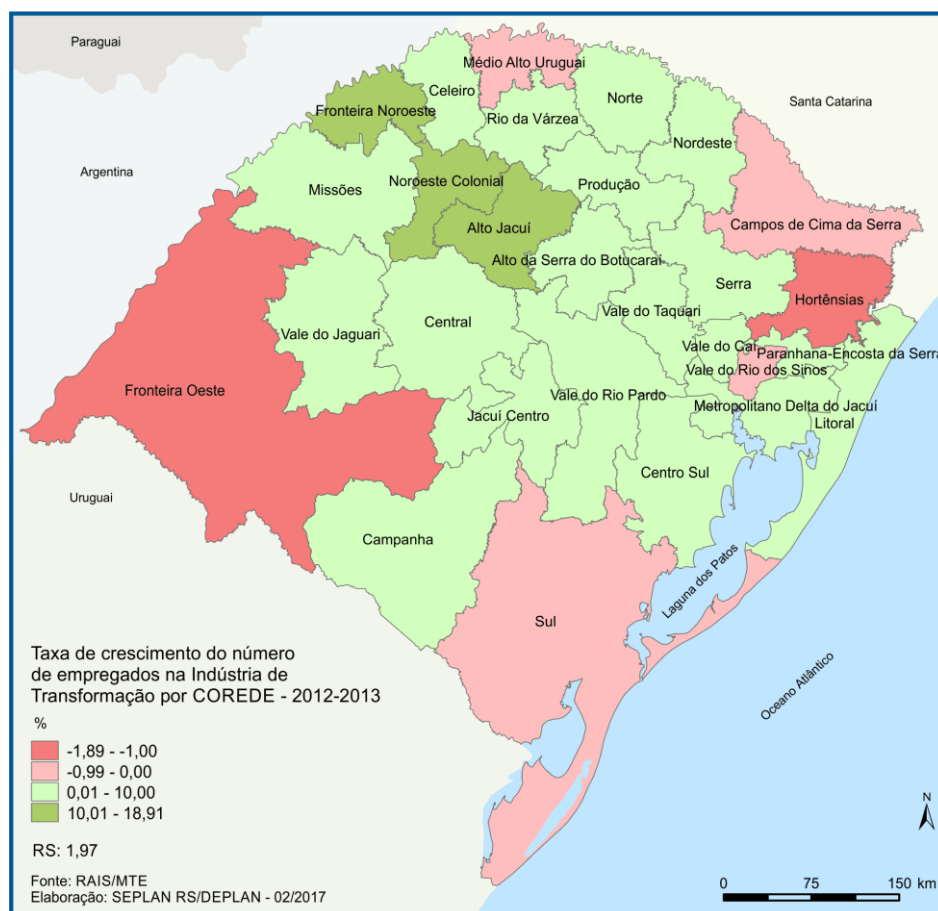 Paraguai
Médio Alto Uruguai
Celeiro
Norte
Santa Catarina
Fronteira Noroeste
Rio da Várzea
Nordeste
Argentina
Noroeste Colonial
Produção
Missões
Campos de Cima da Serra
Alto Jacuí
Alto da Serra do Botucaraí
Serra
Hortênsias
Vale do Taquari
Central
Vale do Jaguari
Vale do Caí
Paranhana-Encosta da Serra
Vale do Rio dos Sinos
Fronteira Oeste
Vale do Rio Pardo
Metropolitano Delta do Jacuí
Jacuí Centro
Litoral
Centro Sul
Uruguai
Campanha
Laguna dos Patos
Sul
Oceano Atlântico
Taxa de crescimento do número
de empregados na Indústria de
Transformação por COREDE - 2012-2013
%
-1,89 - -1,00
-0,99 - 0,00
0,01 - 10,00
10,01 - 18,91
RS: 1,97
Fonte: RAIS/MTE
Elaboração: SEPLAN RS/DEPLAN - 02/2017
N
0 75 150 km